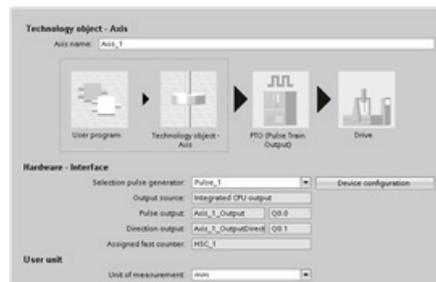 Technology object - Axis
Axis name: Axis_1
User program
Technology object - Axis
PTO (Pulse Train Output)
Drive
Hardware - Interface
Selection pulse generator: Pulse_1
Device configuration
Output source: Integrated CPU output
Pulse output: Axis_1_Output Q0.0
Direction output: Axis_1_OutputDirect Q0.1
Assigned fast counter: HSC_1
User unit
Unit of measurement: mm